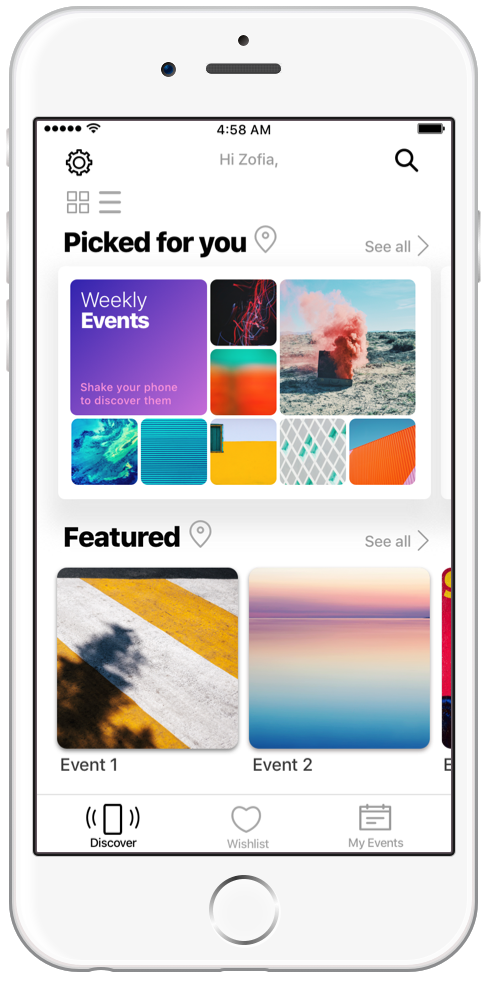 4:58 AM
Hi Zofia,
Picked for you
See all
Weekly
Events
Shake your phone
to discover them
Featured
See all
Event 1
Event 2
E
Discover
Wishlist
My Events